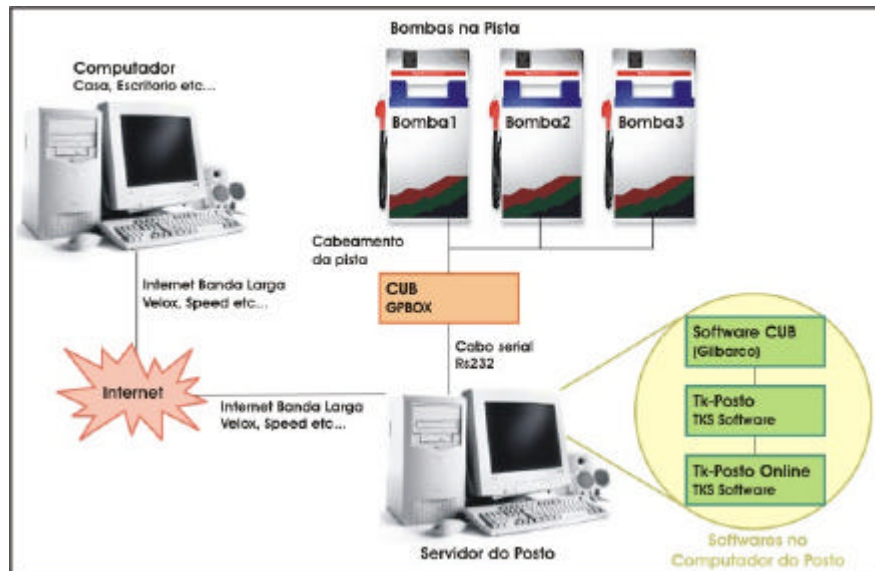 Bombas na Pista
Computador
Casa, Escritorio etc...
Bomba1
Bomba2
Bomba3
Cabeamento
da pista
Internet Banda Larga
Velox, Speed etc...
CUB
GPBOX
Software CUB
(Gilbarco)
Cabo serial
Rs232
Internet
Tk-Posto
TKS Software
Internet Banda Larga
Velox, Speed etc...
Tk-Posto Online
TKS Software
Servidor do Posto
Softwares no
Computador do Posto